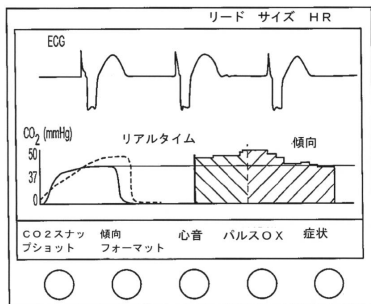 リード サイズ HR
ECG
CO₂ (mmHg)
リアルタイム
傾向
50
37
0
CO2スナッ
プショット
傾向
フォーマット
心音
パルスOX
症状